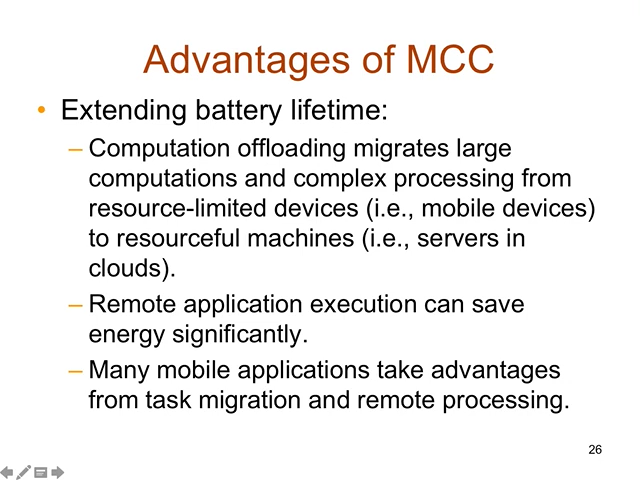 Advantages of MCC
• Extending battery lifetime:
– Computation offloading migrates large
computations and complex processing from
resource-limited devices (i.e., mobile devices)
to resourceful machines (i.e., servers in
clouds).
– Remote application execution can save
energy significantly.
– Many mobile applications take advantages
from task migration and remote processing.
26